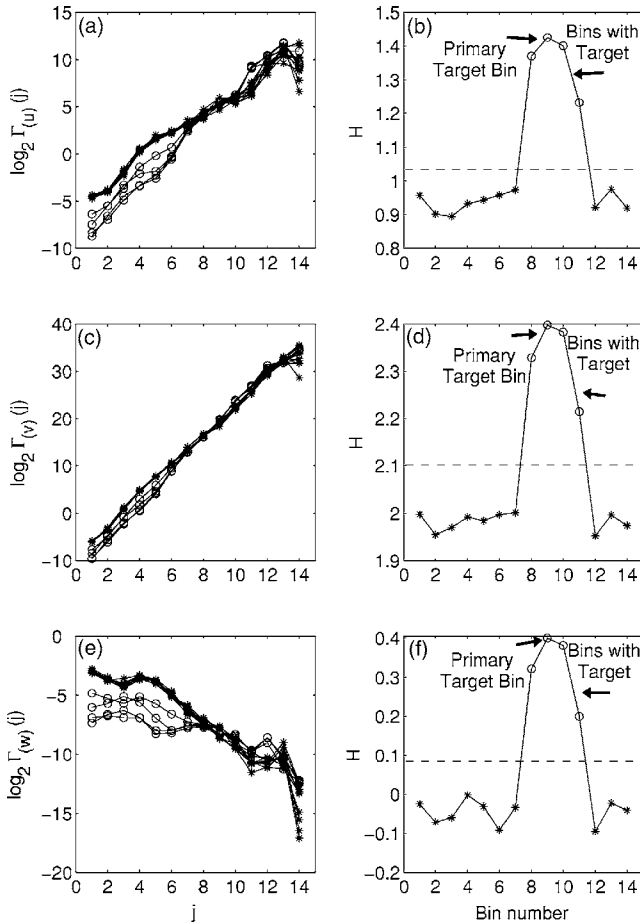 (a)
15
10
5
0
−5
−10
log₂ Γ(u) (j)
0 2 4 6 8 10 12 14
(b)
1.5
1.4
1.3
1.2
1.1
1
0.9
0.8
H
Primary
Target Bin
Bins with
Target
0 2 4 6 8 10 12 14
(c)
40
30
20
10
0
−10
log₂ Γ(v) (j)
0 2 4 6 8 10 12 14
(d)
2.4
2.3
2.2
2.1
2
1.9
H
Primary
Target Bin
Bins with
Target
0 2 4 6 8 10 12 14
(e)
0
−5
−10
−15
−20
log₂ Γ(w) (j)
0 2 4 6 8 10 12 14
j
(f)
0.4
0.3
0.2
0.1
0
−0.1
−0.2
H
Primary
Target Bin
Bins with
Target
0 2 4 6 8 10 12 14
Bin number